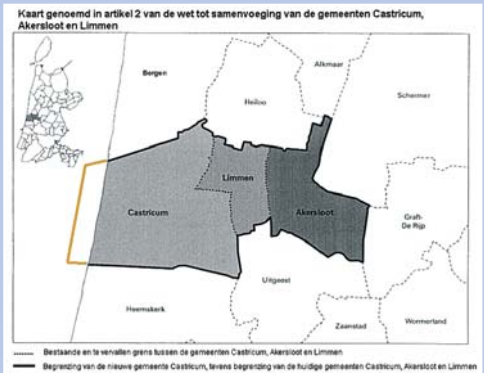 Kaart genoemd in artikel 2 van de wet tot samenvoeging van de gemeenten Castricum,
Akersloot en Limmen
Bergen
Alkmaar
Heiloo
Schermer
Limmen
Castricum
Akersloot
Graft-
De Rijp
Uitgeest
Heemskerk
Zaanstad
Wormerland
Bestaande en te vervallen grens tussen de gemeenten Castricum, Akersloot en Limmen
Begrenzing van de nieuwe gemeente Castricum, tevens begrenzing van de huidige gemeenten Castricum, Akersloot en Limmen